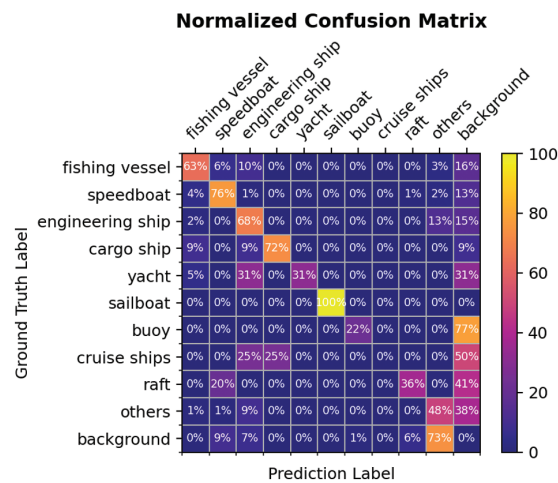 Normalized Confusion Matrix
fishing vessel
speedboat
engineering ship
cargo ship
yacht
sailboat
buoy
cruise ships
raft
others
background
fishing vessel 63% 6% 10% 0% 0% 0% 0% 0% 0% 3% 16%
speedboat 4% 76% 1% 0% 0% 0% 0% 0% 1% 2% 13%
engineering ship 2% 0% 68% 0% 0% 0% 0% 0% 0% 13% 15%
cargo ship 9% 0% 9% 72% 0% 0% 0% 0% 0% 0% 9%
yacht 5% 0% 31% 0% 31% 0% 0% 0% 0% 0% 31%
sailboat 0% 0% 0% 0% 0% 100% 0% 0% 0% 0% 0%
buoy 0% 0% 0% 0% 0% 0% 22% 0% 0% 0% 77%
cruise ships 0% 0% 25% 25% 0% 0% 0% 0% 0% 0% 50%
raft 0% 20% 0% 0% 0% 0% 0% 0% 36% 0% 41%
others 1% 1% 9% 0% 0% 0% 0% 0% 0% 48% 38%
background 0% 9% 7% 0% 0% 0% 1% 0% 6% 73% 0%
Ground Truth Label
Prediction Label
100
80
60
40
20
0